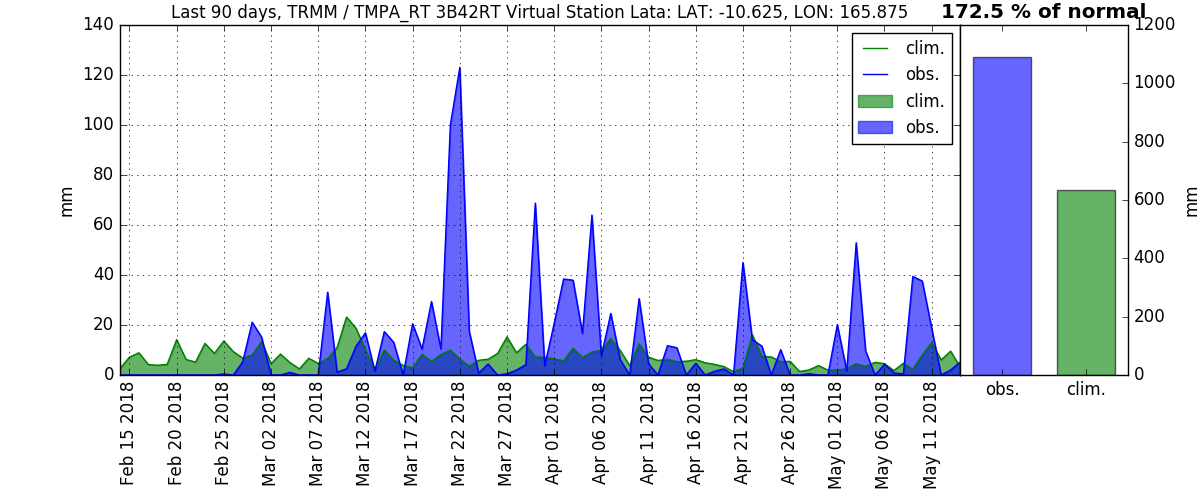 Last 90 days, TRMM / TMPA_RT 3B42RT Virtual Station Lata: LAT: -10.625, LON: 165.875
172.5 % of normal
mm
140
120
100
80
60
40
20
0
clim.
obs.
clim.
obs.
Feb 15 2018
Feb 20 2018
Feb 25 2018
Mar 02 2018
Mar 07 2018
Mar 12 2018
Mar 17 2018
Mar 22 2018
Mar 27 2018
Apr 01 2018
Apr 06 2018
Apr 11 2018
Apr 16 2018
Apr 21 2018
Apr 26 2018
May 01 2018
May 06 2018
May 11 2018
1200
1000
800
600
400
200
0
mm
obs.
clim.